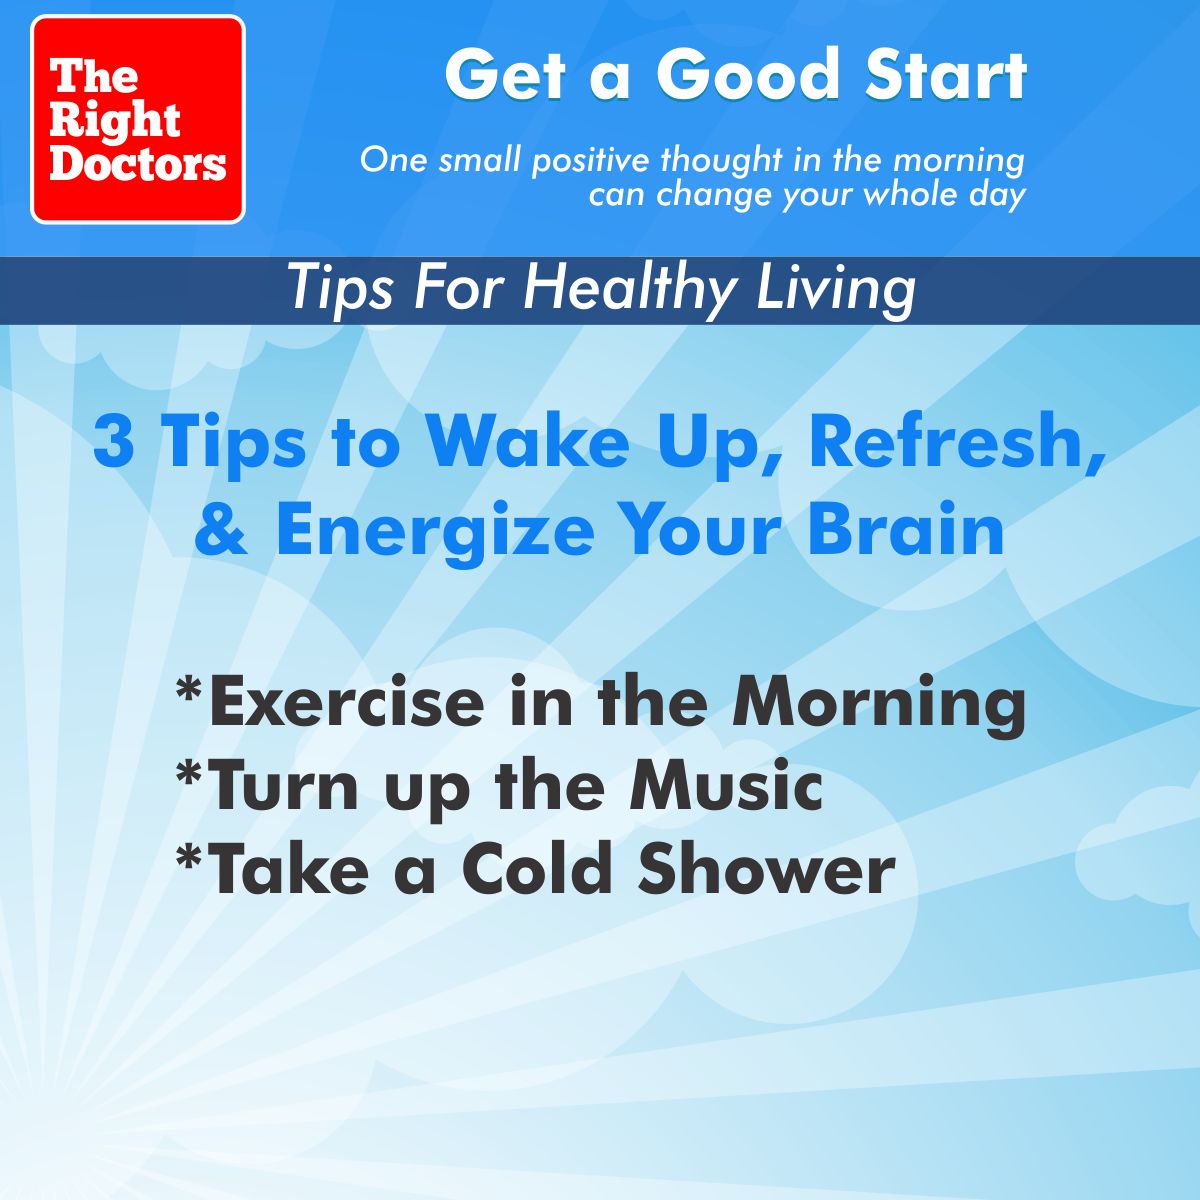 The
Right
Doctors
Get a Good Start
One small positive thought in the morning
can change your whole day
Tips For Healthy Living
3 Tips to Wake Up, Refresh,
& Energize Your Brain
*Exercise in the Morning
*Turn up the Music
*Take a Cold Shower